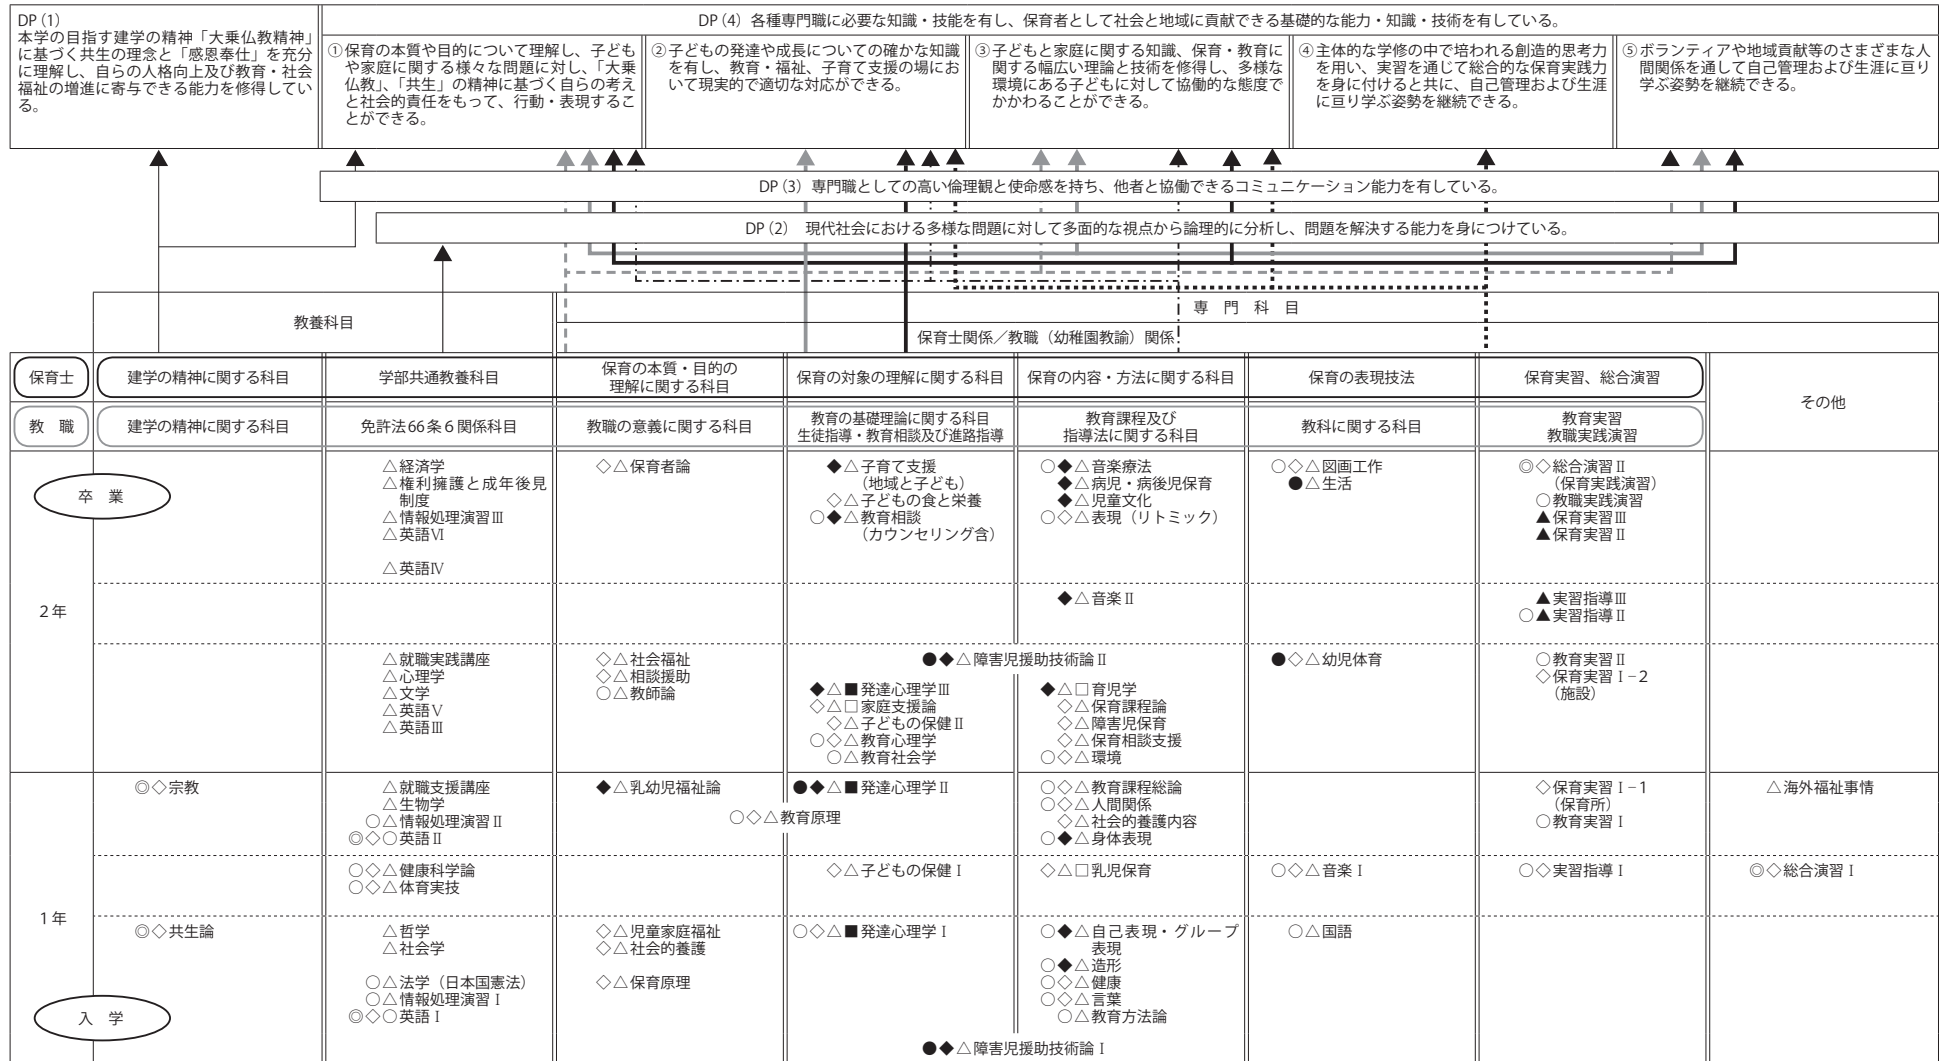 DP（1）
本学の目指す建学の精神「大乗仏教精神」
に基づく共生の理念と「感恩奉仕」を充分
に理解し、自らの人格向上及び教育・社会
福祉の増進に寄与できる能力を修得してい
る。
DP（4）各種専門職に必要な知識・技能を有し、保育者として社会と地域に貢献できる基礎的な能力・知識・技術を有している。
①保育の本質や目的について理解し、子ども
や家庭に関する様々な問題に対し、「大乗
仏教」、「共生」の精神に基づく自らの考え
と社会的責任をもって、行動・表現するこ
とができる。
②子どもの発達や成長についての確かな知識
を有し、教育・福祉、子育て支援の場にお
いて現実的で適切な対応ができる。
③子どもと家庭に関する知識、保育・教育に
関する幅広い理論と技術を修得し、多様な
環境にある子どもに対して協働的な態度で
かかわることができる。
④主体的な学修の中で培われる創造的思考力
を用い、実習を通じて総合的な保育実践力
を身に付けると共に、自己管理および生涯
に亘り学ぶ姿勢を継続できる。
⑤ボランティアや地域貢献等のさまざまな人
間関係を通して自己管理および生涯に亘り
学ぶ姿勢を継続できる。
DP（3）専門職としての高い倫理観と使命感を持ち、他者と協働できるコミュニケーション能力を有している。
DP（2） 現代社会における多様な問題に対して多面的な視点から論理的に分析し、問題を解決する能力を身につけている。
教養科目
専 門 科 目
保育士関係／教職（幼稚園教諭）関係
保育士
建学の精神に関する科目
学部共通教養科目
保育の本質・目的の
理解に関する科目
保育の対象の理解に関する科目
保育の内容・方法に関する科目
保育の表現技法
保育実習、総合演習
その他
教 職
建学の精神に関する科目
免許法66条6関係科目
教職の意義に関する科目
教育の基礎理論に関する科目
生徒指導・教育相談及び進路指導
教育課程及び
指導法に関する科目
教科に関する科目
教育実習
教職実践演習
卒 業
2年
△経済学
△権利擁護と成年後見
制度
△情報処理演習Ⅲ
△英語Ⅵ
△英語Ⅳ
◇△保育者論
◆△子育て支援
（地域と子ども）
◇△子どもの食と栄養
○◆△教育相談
（カウンセリング含）
○◆△音楽療法
◆△病児・病後児保育
◆△児童文化
○◇△表現（リトミック）
○◇△図画工作
●△生活
◎◇総合演習Ⅱ
（保育実践演習）
○教職実践演習
▲保育実習Ⅲ
▲保育実習Ⅱ
◆△音楽Ⅱ
▲実習指導Ⅲ
○▲実習指導Ⅱ
△就職実践講座
△心理学
△文学
△英語Ⅴ
△英語Ⅲ
◇△社会福祉
◇△相談援助
○△教師論
●◆△障害児援助技術論Ⅱ
◆△■発達心理学Ⅲ
◇△□家庭支援論
◇△子どもの保健Ⅱ
○◇△教育心理学
○△教育社会学
◆△□育児学
◇△保育課程論
◇△障害児保育
◇△保育相談支援
○◇△環境
●◇△幼児体育
○教育実習Ⅱ
◇保育実習Ⅰ−2
（施設）
1年
◎◇宗教
△就職支援講座
△生物学
○△情報処理演習Ⅱ
◎◇○英語Ⅱ
◆△乳幼児福祉論
○◇△教育原理
●◆△■発達心理学Ⅱ
○◇△教育課程総論
○◇△人間関係
◇△社会的養護内容
○◆△身体表現
◇保育実習Ⅰ−1
（保育所）
○教育実習Ⅰ
△海外福祉事情
○◇△健康科学論
○◇△体育実技
◇△子どもの保健Ⅰ
◇△□乳児保育
○◇△音楽Ⅰ
○◇実習指導Ⅰ
◎◇総合演習Ⅰ
◎◇共生論
△哲学
△社会学
○△法学（日本国憲法）
○△情報処理演習Ⅰ
◎◇○英語Ⅰ
◇△児童家庭福祉
◇△社会的養護
◇△保育原理
○◇△■発達心理学Ⅰ
○◆△自己表現・グループ
表現
○◆△造形
○◇△健康
○◇△言葉
○△教育方法論
○△国語
●◆△障害児援助技術論Ⅰ
入 学